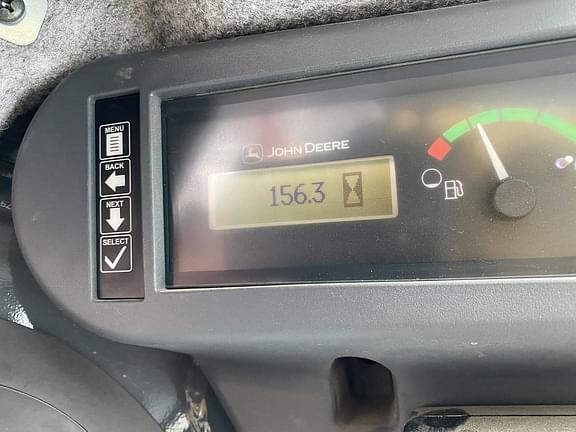 MENU
BACK
NEXT
SELECT
JOHN DEERE
156.3